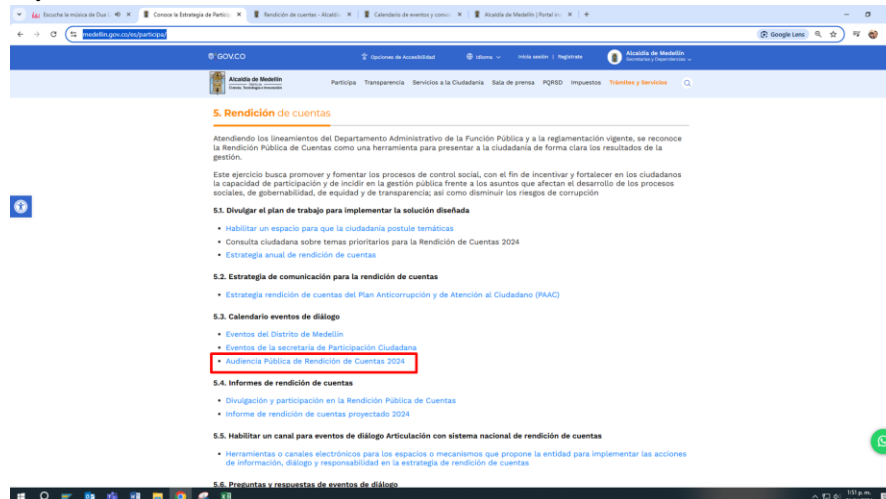 Escucha la música de Dua L
Conoce la Estrategia de Partici
Rendición de cuentas - Alcaldí
Calendario de eventos y convo
Alcaldía de Medellín | Portal in
medellin.gov.co/es/participa/
Google Lens
GOV.CO
Opciones de Accesibilidad
Idioma
Inicia sesión | Regístrate
Alcaldía de Medellín
Secretarías y Dependencias
Alcaldía de Medellín
Participa Transparencia Servicios a la Ciudadanía Sala de prensa PQRSD Impuestos Trámites y Servicios
5. Rendición de cuentas
Atendiendo los lineamientos del Departamento Administrativo de la Función Pública y a la reglamentación vigente, se reconoce
la Rendición Pública de Cuentas como una herramienta para presentar a la ciudadanía de forma clara los resultados de la
gestión.
Este ejercicio busca promover y fomentar los procesos de control social, con el fin de incentivar y fortalecer en los ciudadanos
la capacidad de participación y de incidir en la gestión pública frente a los asuntos que afectan el desarrollo de los procesos
sociales, de gobernabilidad, de equidad y de transparencia; así como disminuir los riesgos de corrupción
5.1. Divulgar el plan de trabajo para implementar la solución diseñada
• Habilitar un espacio para que la ciudadanía postule temáticas
• Consulta ciudadana sobre temas prioritarios para la Rendición de Cuentas 2024
• Estrategia anual de rendición de cuentas
5.2. Estrategia de comunicación para la rendición de cuentas
• Estrategia rendición de cuentas del Plan Anticorrupción y de Atención al Ciudadano (PAAC)
5.3. Calendario eventos de diálogo
• Eventos del Distrito de Medellín
• Eventos de la secretaría de Participación Ciudadana
• Audiencia Pública de Rendición de Cuentas 2024
5.4. Informes de rendición de cuentas
• Divulgación y participación en la Rendición Pública de Cuentas
• Informe de rendición de cuentas proyectado 2024
5.5. Habilitar un canal para eventos de diálogo Articulación con sistema nacional de rendición de cuentas
• Herramientas o canales electrónicos para los espacios o mecanismos que propone la entidad para implementar las acciones
de información, diálogo y responsabilidad en la estrategia de rendición de cuentas
5.6. Preguntas y respuestas de eventos de diálogo
1:51 p. m.